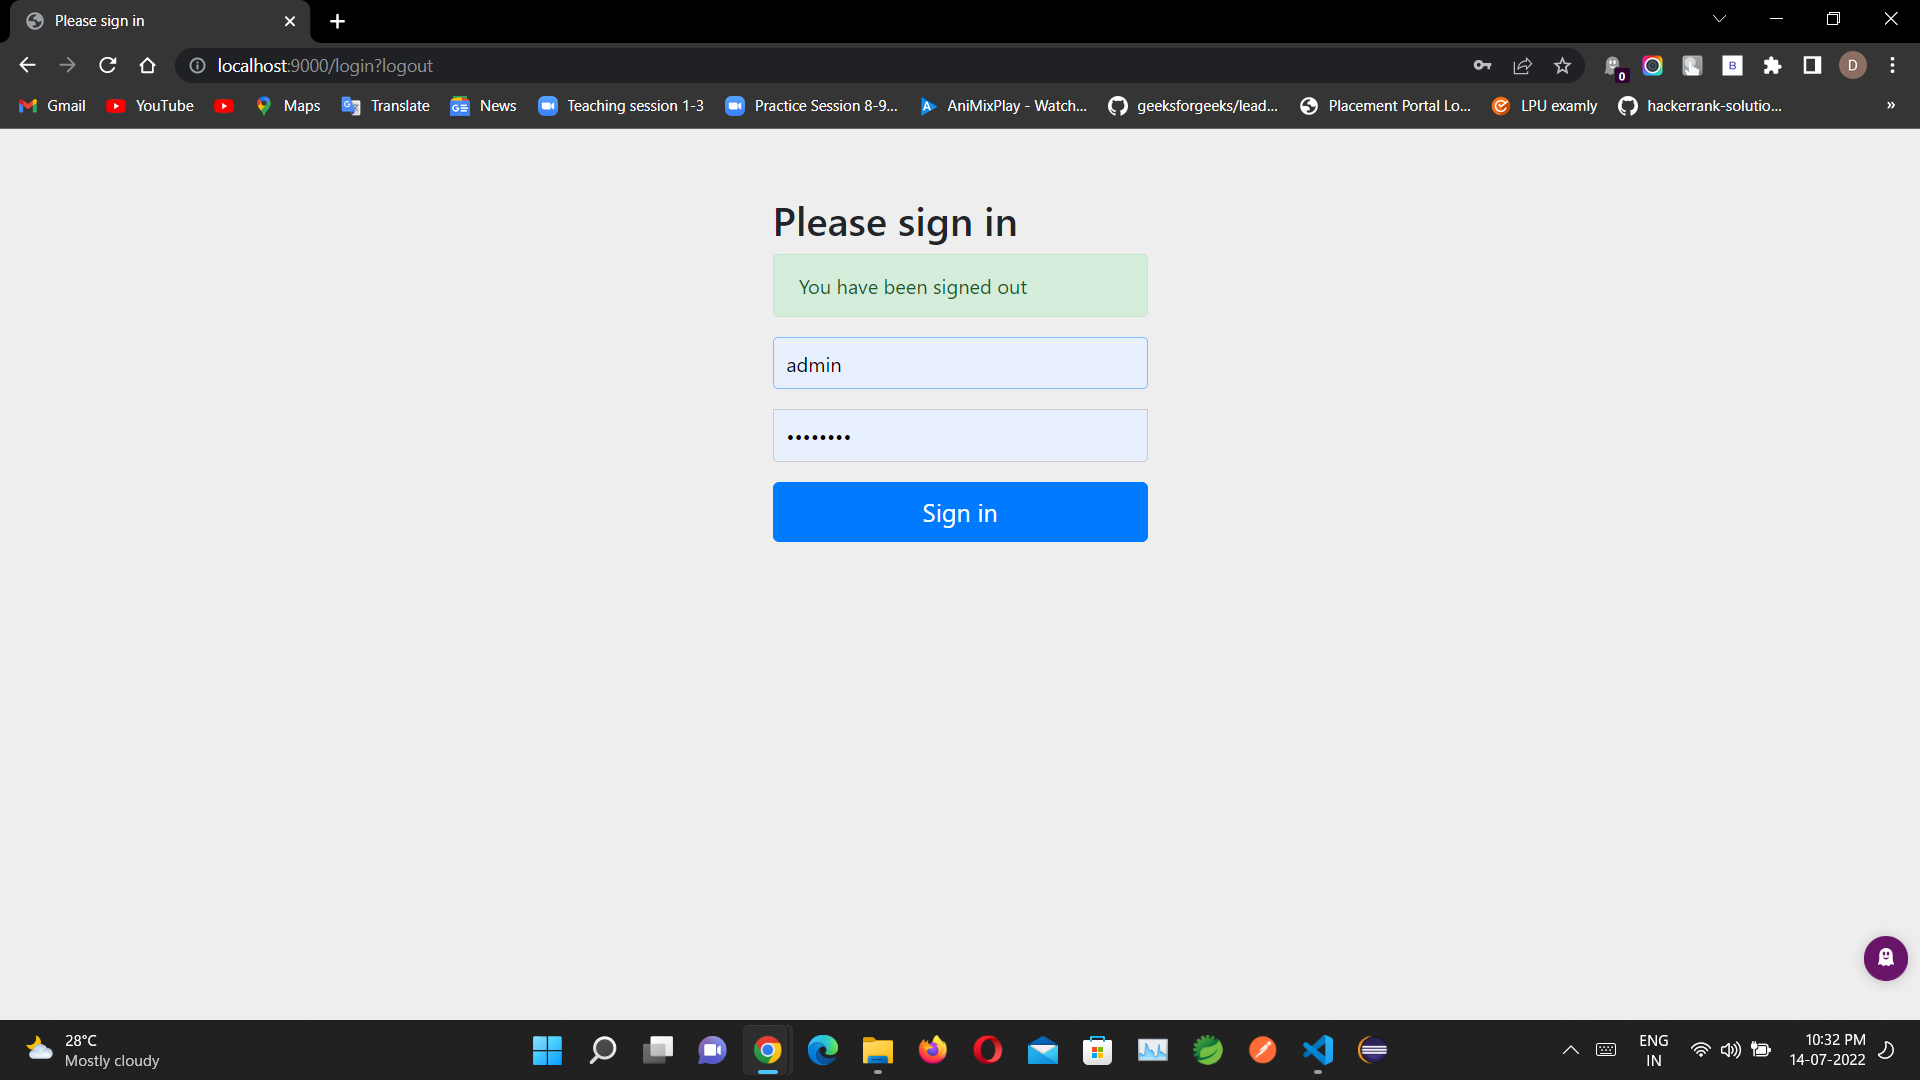 Please sign in
localhost:9000/login?logout
0
B
D
Gmail
YouTube
Maps
Translate
News
Teaching session 1-3
Practice Session 8-9...
AniMixPlay - Watch...
geeksforgeeks/lead...
Placement Portal Lo...
LPU examly
hackerrank-solutio...
»
Please sign in
You have been signed out
admin
••••••••
Sign in
28°C
Mostly cloudy
ENG
IN
10:32 PM
14-07-2022